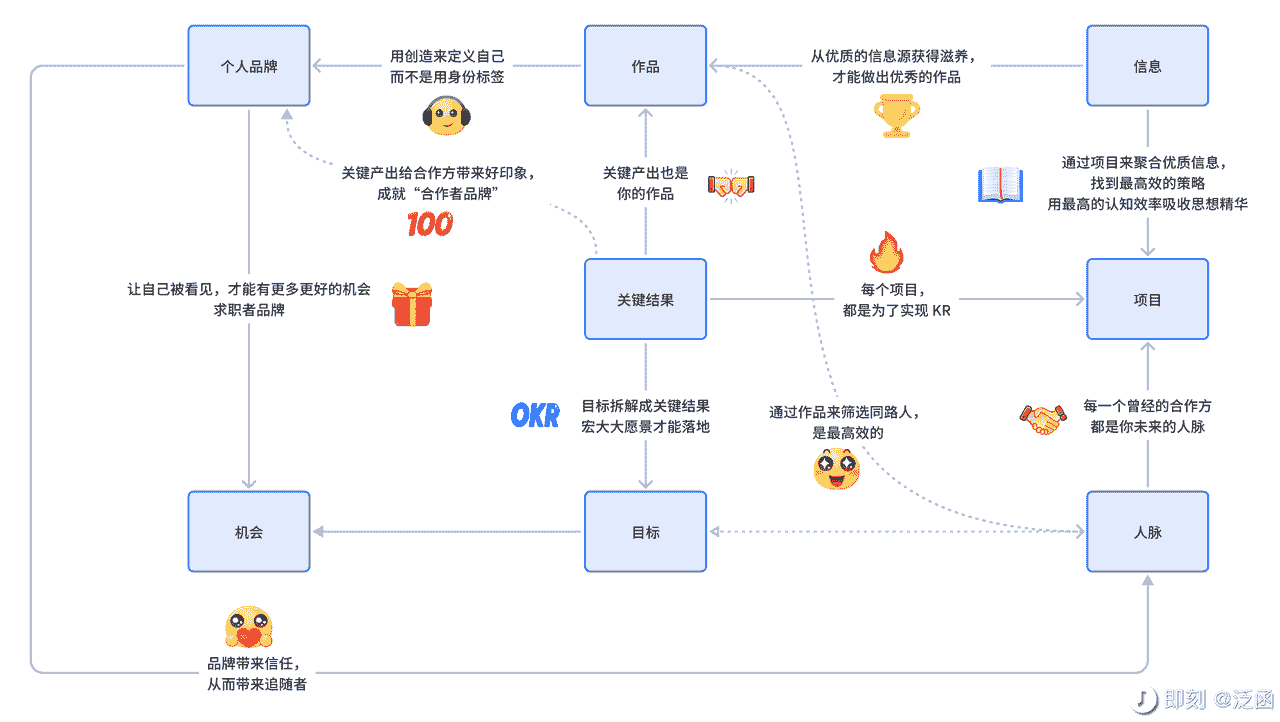 个人品牌
用创造来定义自己
而不是用身份标签
作品
从优质的信息源获得滋养，
才能做出优秀的作品
信息
关键产出给合作方带来好印象，
成就“合作者品牌”
100
关键产出也是
你的作品
通过项目来聚合优质信息，
找到最高效的策略
用最高的认知效率吸收思想精华
让自己被看见，才能有更多更好的机会
求职者品牌
关键结果
每个项目，
都是为了实现 KR
项目
OKR
目标拆解成关键结果
宏大大愿景才能落地
通过作品来筛选同路人，
是最高效的
每一个曾经的合作方
都是你未来的人脉
机会
目标
人脉
品牌带来信任，
从而带来追随者
即刻 @泛函